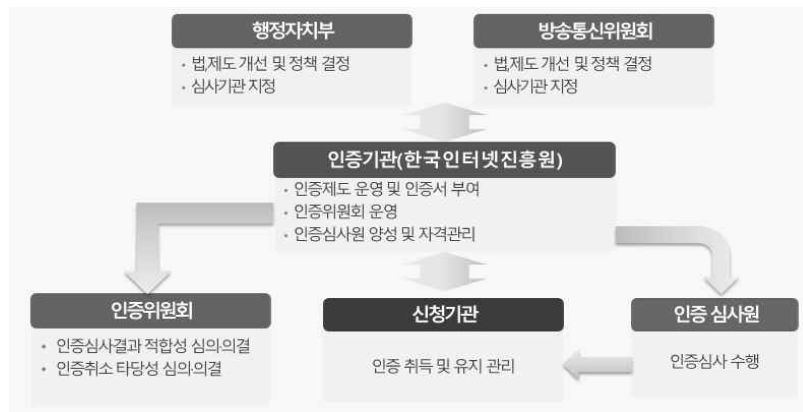 행정자치부
· 법,제도 개선 및 정책 결정
· 심사기관 지정
방송통신위원회
· 법,제도 개선 및 정책 결정
· 심사기관 지정
인증기관(한국인터넷진흥원)
· 인증제도 운영 및 인증서 부여
· 인증위원회 운영
· 인증심사원 양성 및 자격관리
인증위원회
• 인증심사결과 적합성 심의·의결
• 인증취소 타당성 심의·의결
신청기관
인증 취득 및 유지 관리
인증 심사원
인증심사 수행